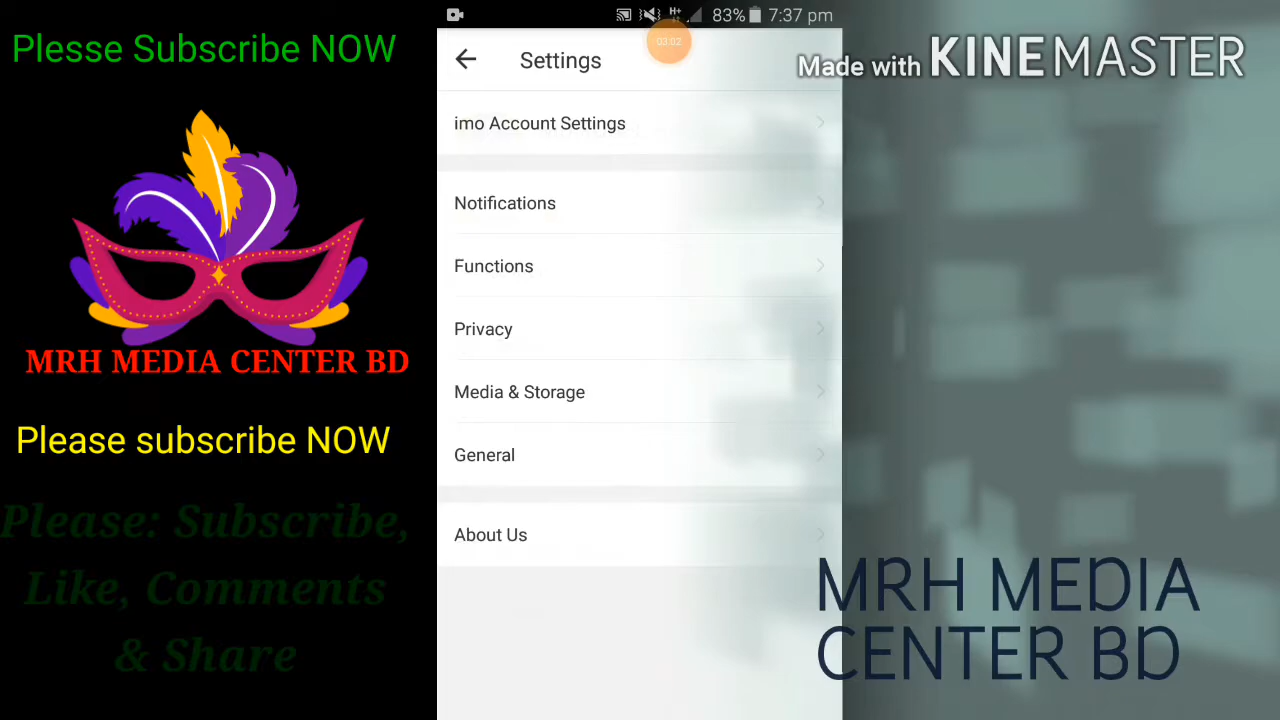 Plesse Subscribe NOW
MRH MEDIA CENTER BD
Please subscribe NOW
Please: Subscribe,
Like, Comments
& Share
83% 7:37 pm
03:02
Settings
imo Account Settings
Notifications
Functions
Privacy
Media & Storage
General
About Us
Made with KINEMASTER
MRH MEDIA
CENTER BD